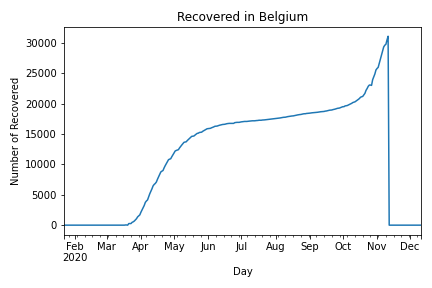 Recovered in Belgium
Number of Recovered
30000
25000
20000
15000
10000
5000
0
Feb Mar Apr May Jun Jul Aug Sep Oct Nov Dec
2020
Day